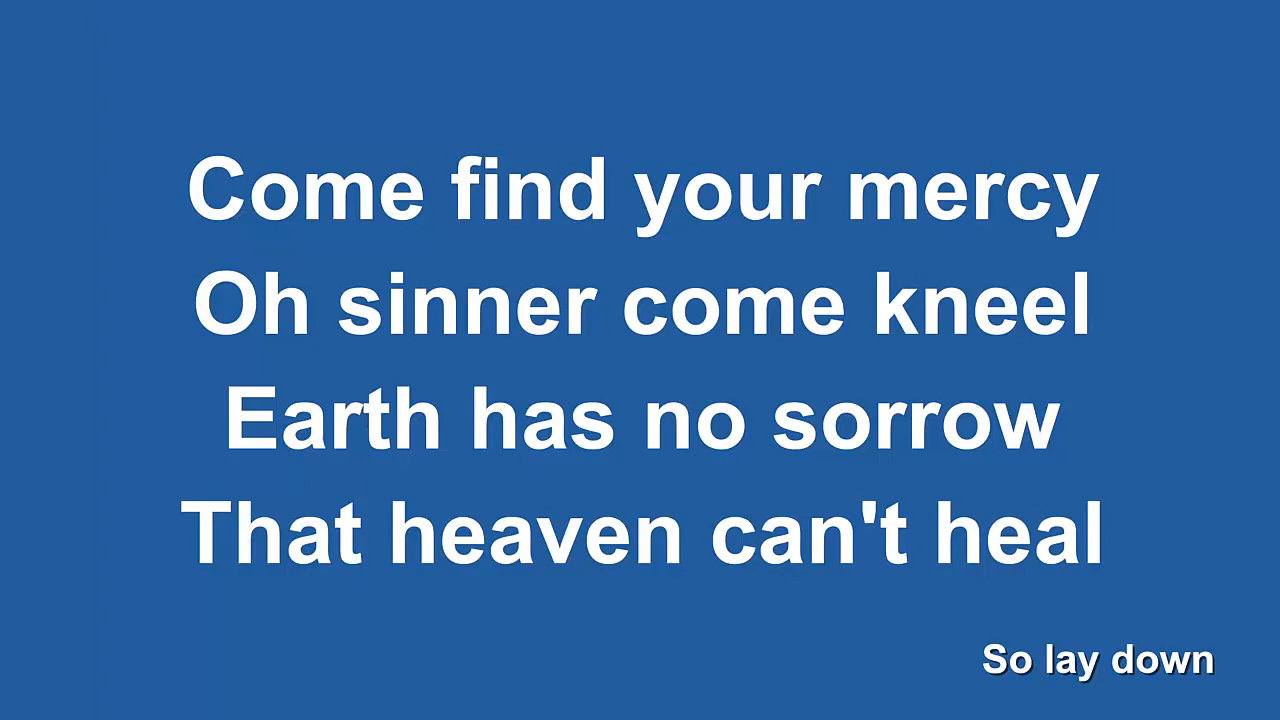 Come find your mercy
Oh sinner come kneel
Earth has no sorrow
That heaven can't heal
So lay down